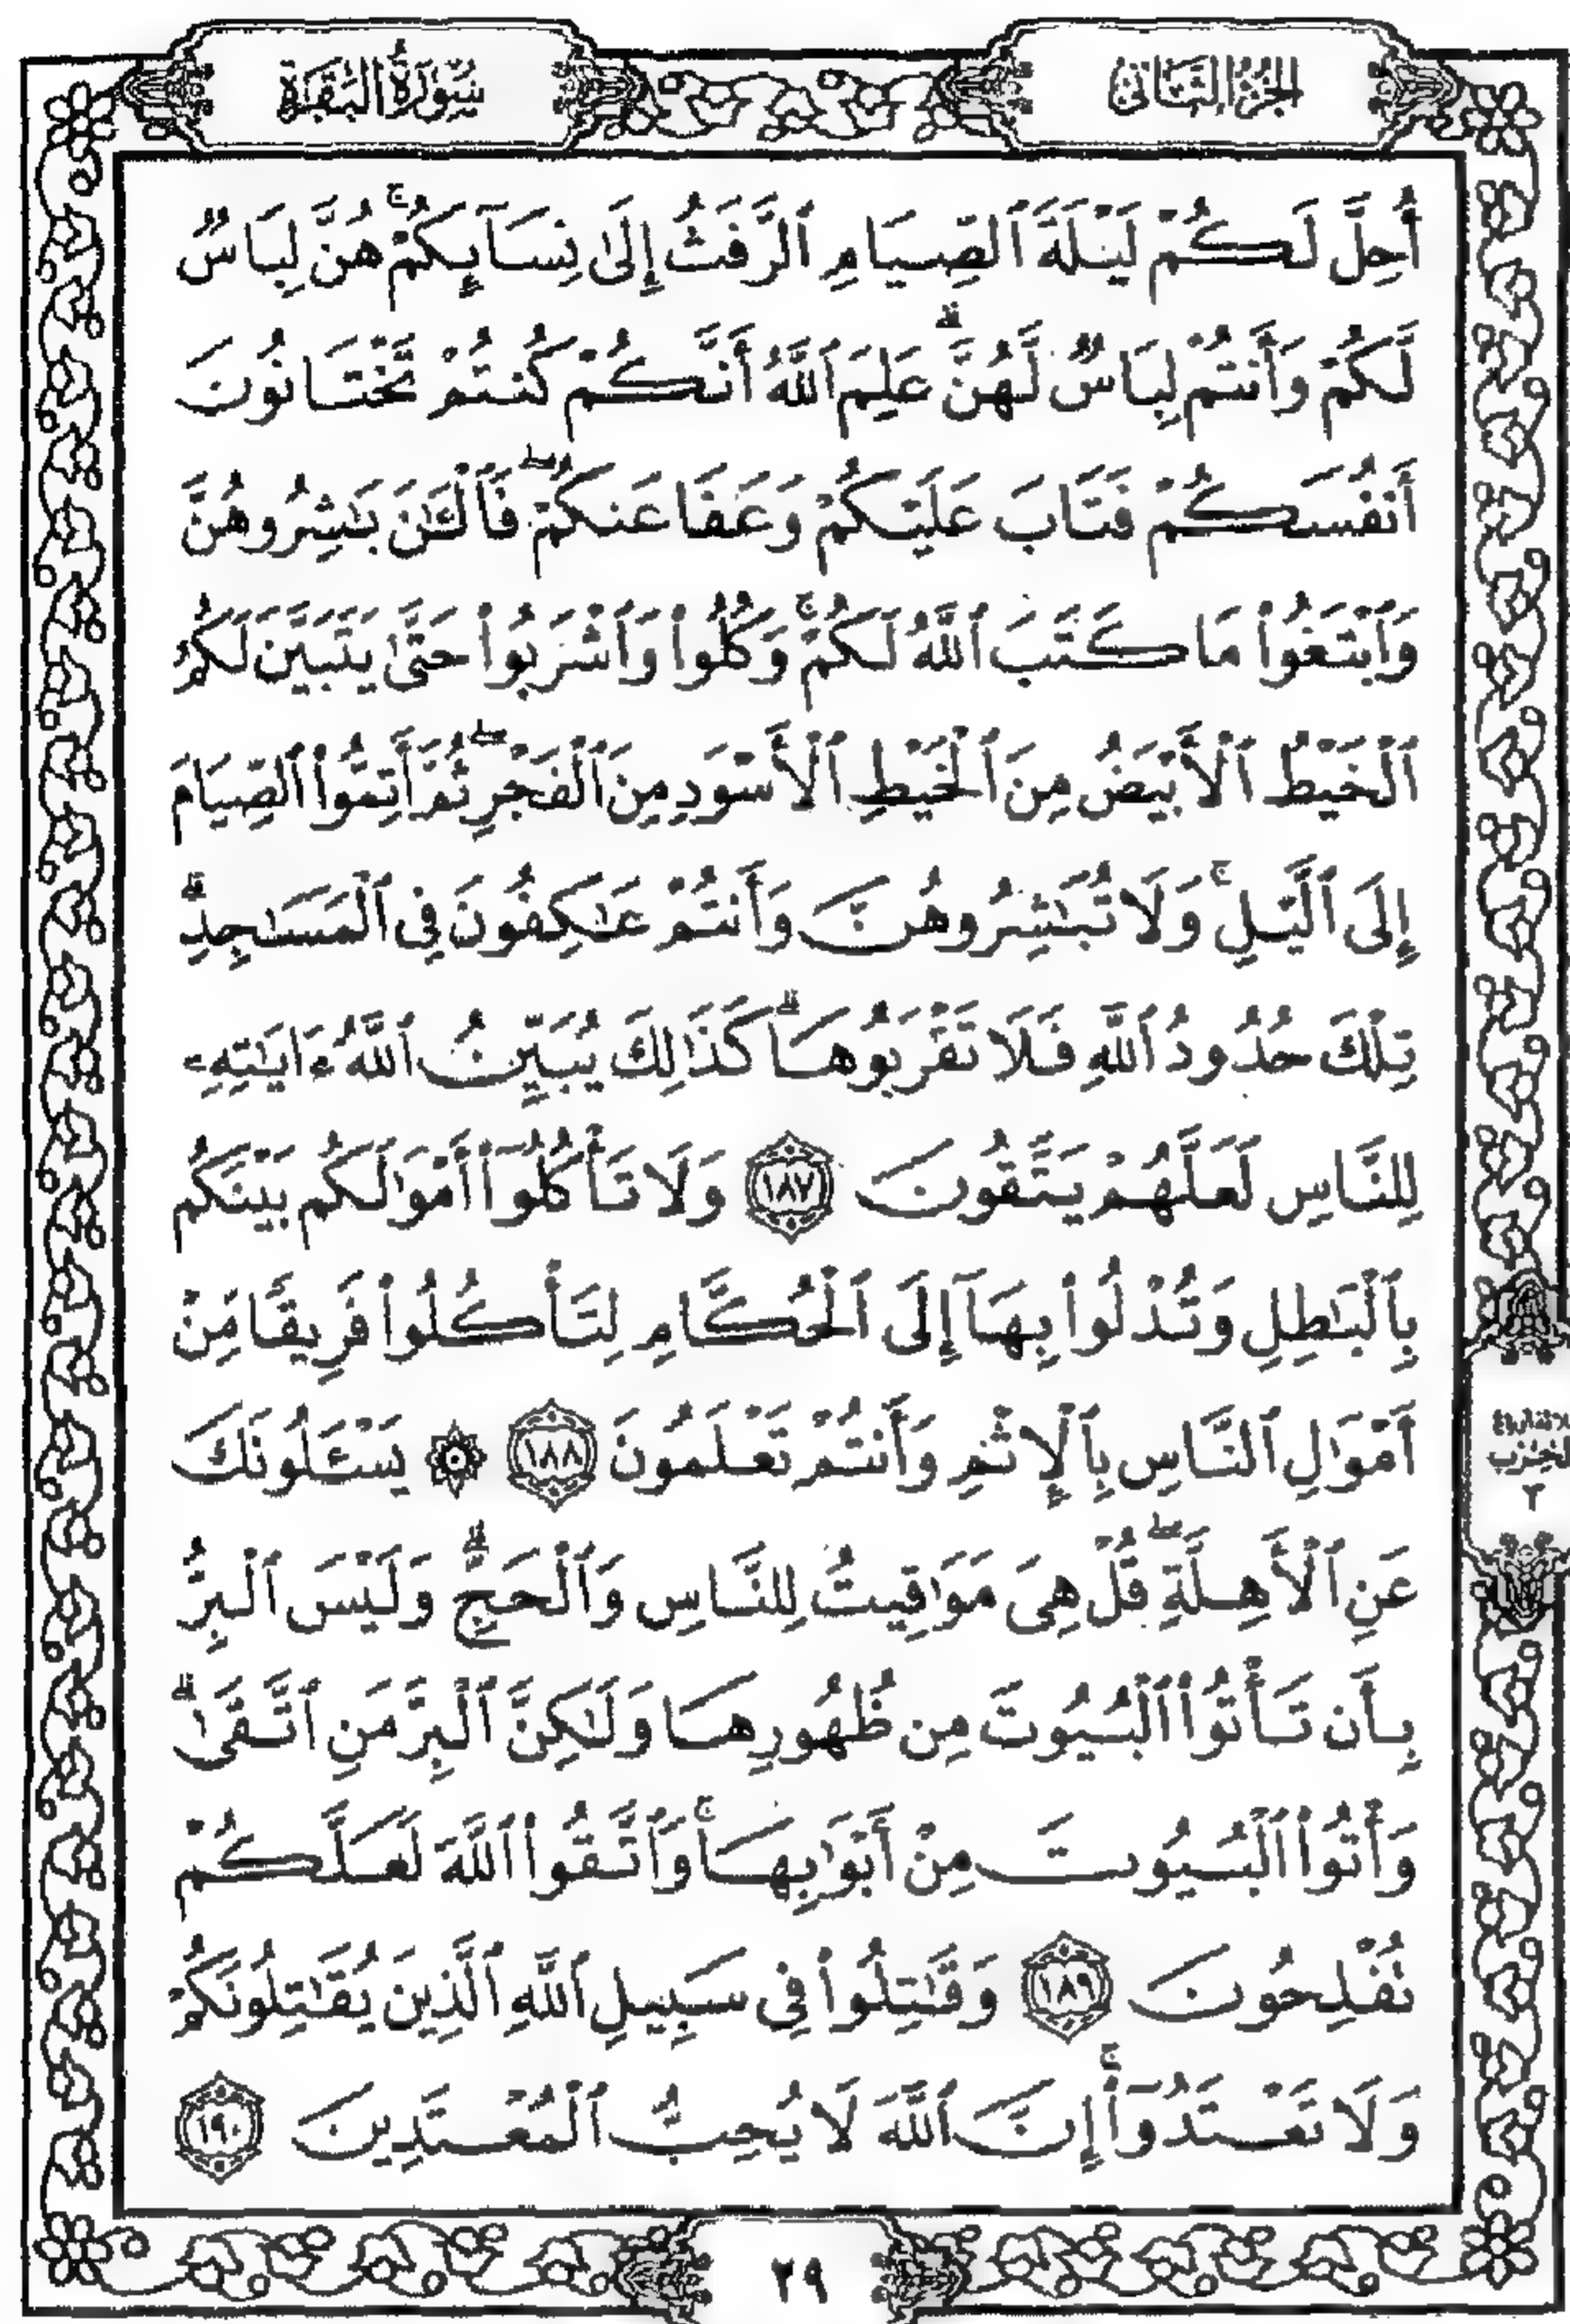 الجُزْءُ الثَّانِي
سُورَةُ البَقَرَةِ
أُحِلَّ لَكُمْ لَيْلَةَ ٱلصِّيَامِ ٱلرَّفَثُ إِلَىٰ نِسَآئِكُمْۚ هُنَّ لِبَاسٌ
لَّكُمْ وَأَنتُمْ لِبَاسٌ لَّهُنَّۗ عَلِمَ ٱللَّهُ أَنَّكُمْ كُنتُمْ تَخْتَانُونَ
أَنفُسَكُمْ فَتَابَ عَلَيْكُمْ وَعَفَا عَنكُمْۖ فَٱلْـَٰٔنَ بَـٰشِرُوهُنَّ
وَٱبْتَغُوا۟ مَا كَتَبَ ٱللَّهُ لَكُمْۚ وَكُلُوا۟ وَٱشْرَبُوا۟ حَتَّىٰ يَتَبَيَّنَ لَكُمُ
ٱلْخَيْطُ ٱلْأَبْيَضُ مِنَ ٱلْخَيْطِ ٱلْأَسْوَدِ مِنَ ٱلْفَجْرِۖ ثُمَّ أَتِمُّوا۟ ٱلصِّيَامَ
إِلَى ٱلَّيْلِۚ وَلَا تُبَـٰشِرُوهُنَّ وَأَنتُمْ عَـٰكِفُونَ فِى ٱلْمَسَـٰجِدِۗ
تِلْكَ حُدُودُ ٱللَّهِ فَلَا تَقْرَبُوهَاۗ كَذَٰلِكَ يُبَيِّنُ ٱللَّهُ ءَايَـٰتِهِۦ
لِلنَّاسِ لَعَلَّهُمْ يَتَّقُونَ ١٨٧ وَلَا تَأْكُلُوٓا۟ أَمْوَٰلَكُم بَيْنَكُم
بِٱلْبَـٰطِلِ وَتُدْلُوا۟ بِهَآ إِلَى ٱلْحُكَّامِ لِتَأْكُلُوا۟ فَرِيقًا مِّنْ
أَمْوَٰلِ ٱلنَّاسِ بِٱلْإِثْمِ وَأَنتُمْ تَعْلَمُونَ ١٨٨ ۞ يَسْـَٔلُونَكَ
عَنِ ٱلْأَهِلَّةِۖ قُلْ هِىَ مَوَٰقِيتُ لِلنَّاسِ وَٱلْحَجِّۗ وَلَيْسَ ٱلْبِرُّ
بِأَن تَأْتُوا۟ ٱلْبُيُوتَ مِن ظُهُورِهَا وَلَـٰكِنَّ ٱلْبِرَّ مَنِ ٱتَّقَىٰۗ
وَأْتُوا۟ ٱلْبُيُوتَ مِنْ أَبْوَٰبِهَاۚ وَٱتَّقُوا۟ ٱللَّهَ لَعَلَّكُمْ
تُفْلِحُونَ ١٨٩ وَقَـٰتِلُوا۟ فِى سَبِيلِ ٱللَّهِ ٱلَّذِينَ يُقَـٰتِلُونَكُمْ
وَلَا تَعْتَدُوٓا۟ۚ إِنَّ ٱللَّهَ لَا يُحِبُّ ٱلْمُعْتَدِينَ ١٩٠
الحزب
٣
٢٩